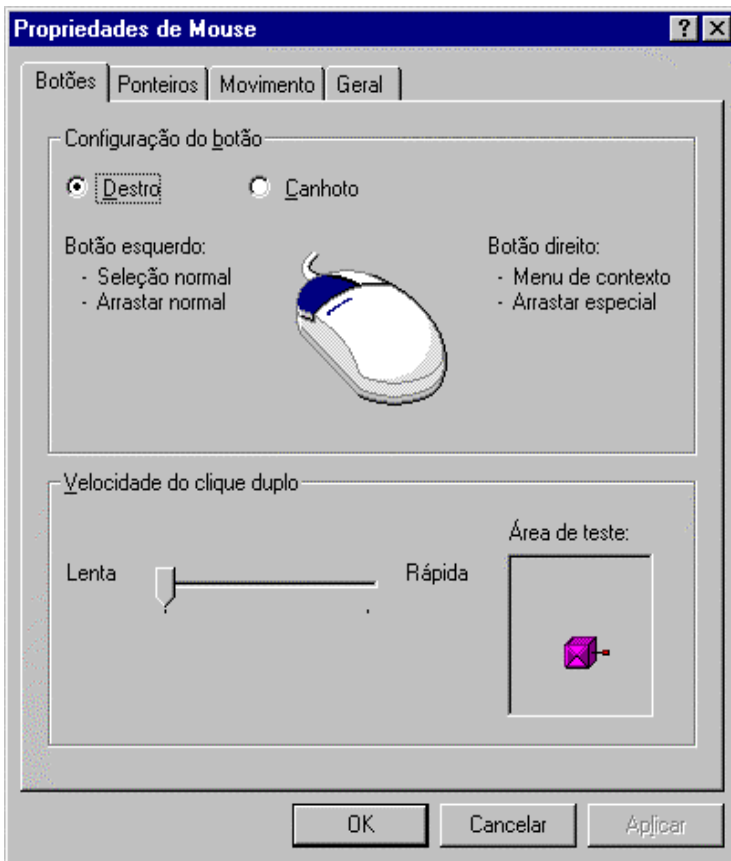 Propriedades de Mouse
Botões Ponteiros Movimento Geral
Configuração do botão
Destro Canhoto
Botão esquerdo:
- Seleção normal
- Arrastar normal
Botão direito:
- Menu de contexto
- Arrastar especial
Velocidade do clique duplo
Área de teste:
Lenta Rápida
OK Cancelar Aplicar